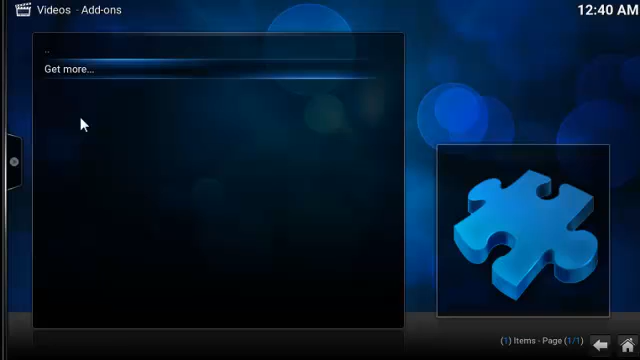 Videos - Add-ons
12:40 AM
..
Get more...
(1) Items - Page (1/1)